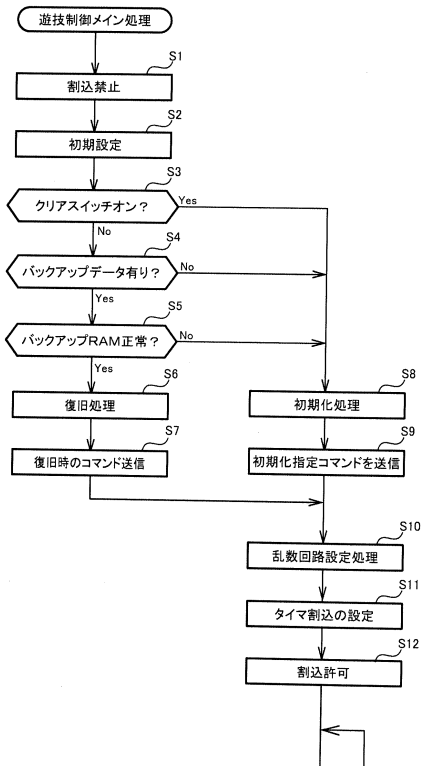 遊技制御メイン処理
S1
割込禁止
S2
初期設定
S3
クリアスイッチオン？
Yes
No
S4
バックアップデータ有り？
No
Yes
S5
バックアップRAM正常？
No
Yes
S6
復旧処理
S7
復旧時のコマンド送信
S8
初期化処理
S9
初期化指定コマンドを送信
S10
乱数回路設定処理
S11
タイマ割込の設定
S12
割込許可